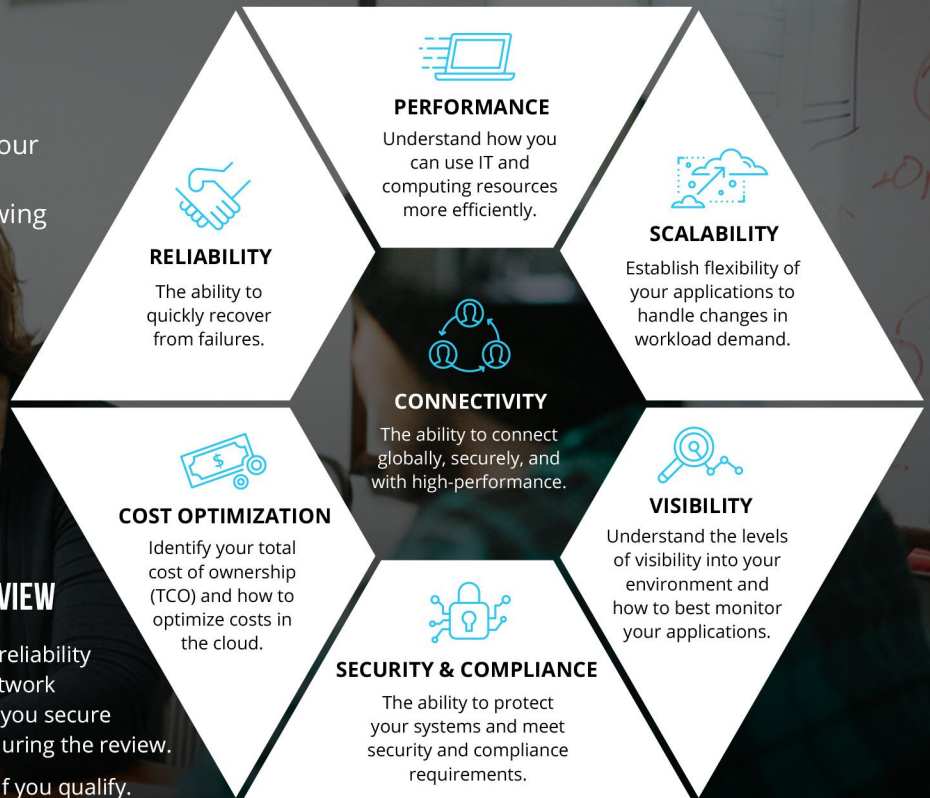 our
wing
PERFORMANCE
Understand how you
can use IT and
computing resources
more efficiently.
RELIABILITY
The ability to
quickly recover
from failures.
SCALABILITY
Establish flexibility of
your applications to
handle changes in
workload demand.
CONNECTIVITY
The ability to connect
globally, securely, and
with high-performance.
$
COST OPTIMIZATION
Identify your total
cost of ownership
(TCO) and how to
optimize costs in
the cloud.
VISIBILITY
Understand the levels
of visibility into your
environment and
how to best monitor
your applications.
SECURITY & COMPLIANCE
The ability to protect
your systems and meet
security and compliance
requirements.
VIEW
reliability
twork
you secure
uring the review.
f you qualify.